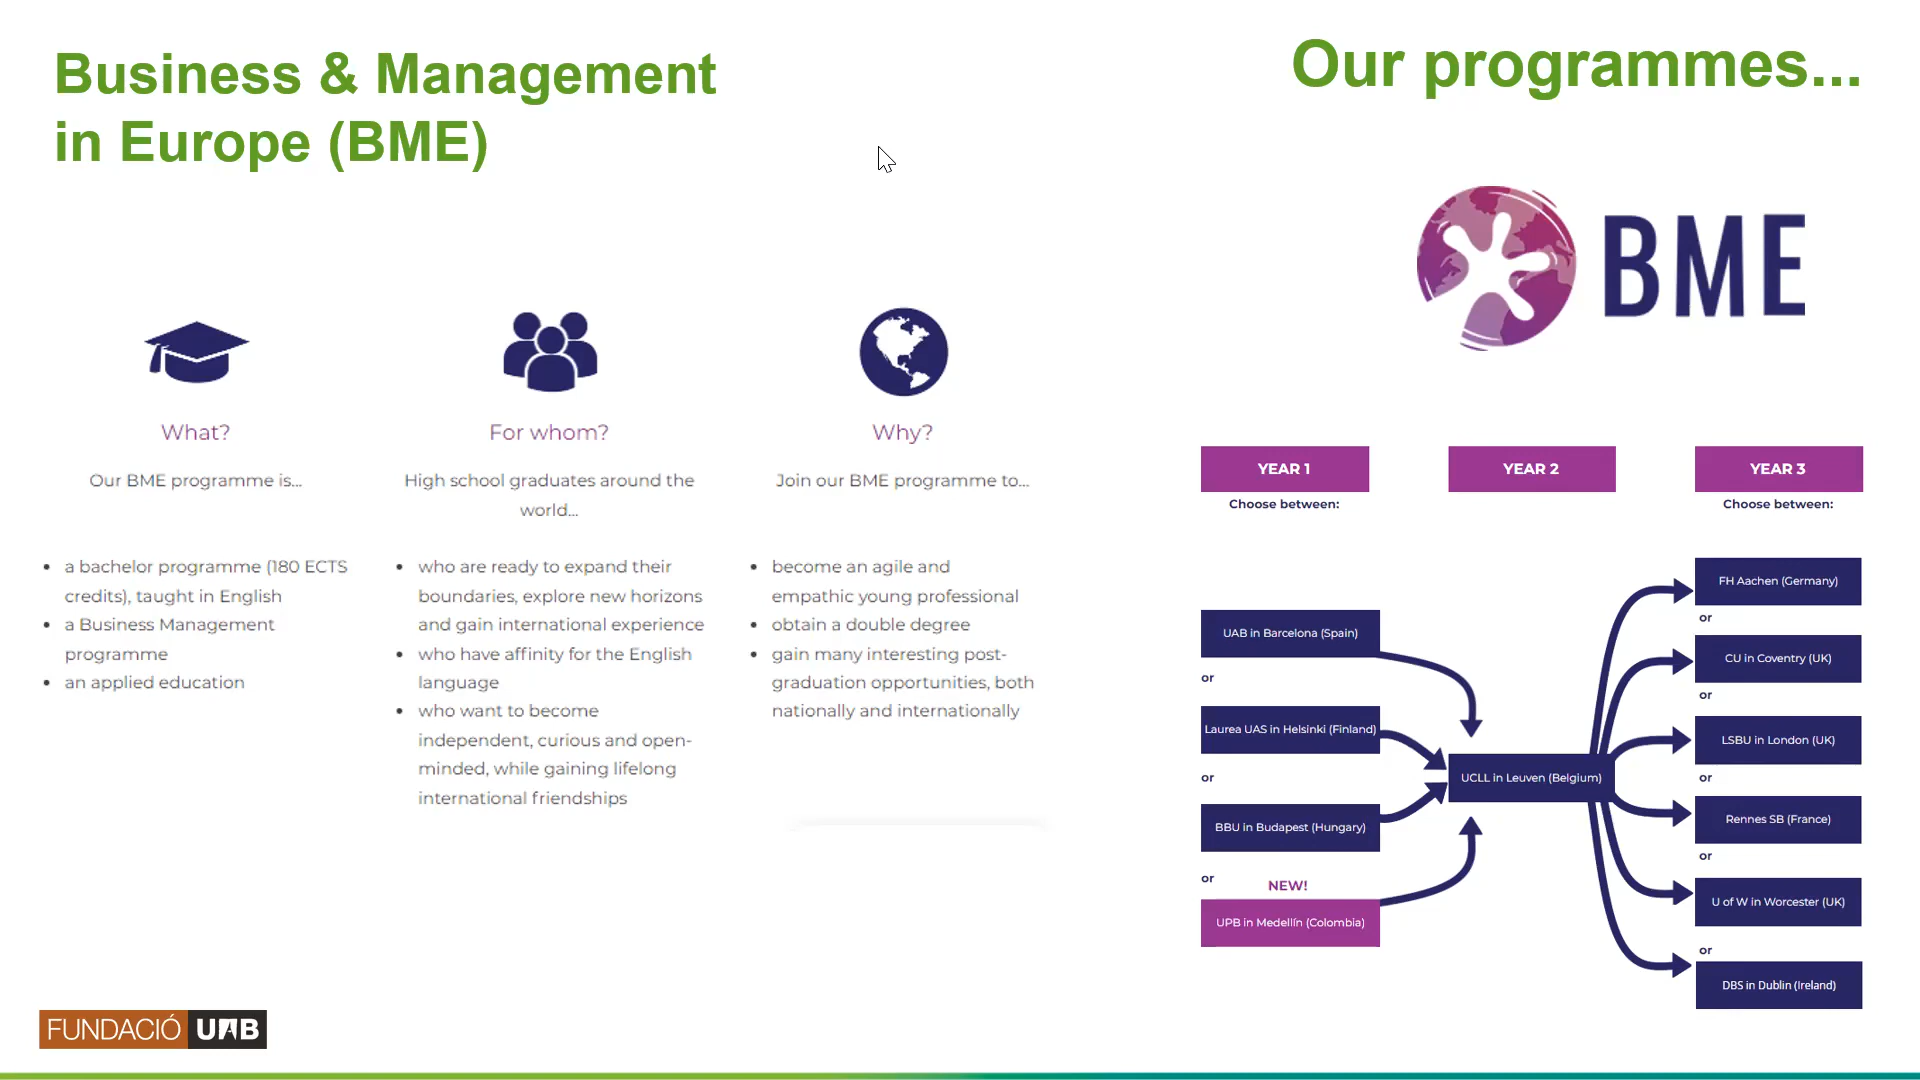 Business & Management
in Europe (BME)
Our programmes...
BME
What?
Our BME programme is...
• a bachelor programme (180 ECTS
credits), taught in English
• a Business Management
programme
• an applied education
For whom?
High school graduates around the
world...
• who are ready to expand their
boundaries, explore new horizons
and gain international experience
• who have affinity for the English
language
• who want to become
independent, curious and open-
minded, while gaining lifelong
international friendships
Why?
Join our BME programme to...
• become an agile and
empathic young professional
• obtain a double degree
• gain many interesting post-
graduation opportunities, both
nationally and internationally
YEAR 1
Choose between:
UAB in Barcelona (Spain)
or
Laurea UAS in Helsinki (Finland)
or
BBU in Budapest (Hungary)
or
NEW!
UPB in Medellín (Colombia)
YEAR 2
UCLL in Leuven (Belgium)
YEAR 3
Choose between:
FH Aachen (Germany)
or
CU in Coventry (UK)
or
LSBU in London (UK)
or
Rennes SB (France)
or
U of W in Worcester (UK)
or
DBS in Dublin (Ireland)
FUNDACIÓ UAB